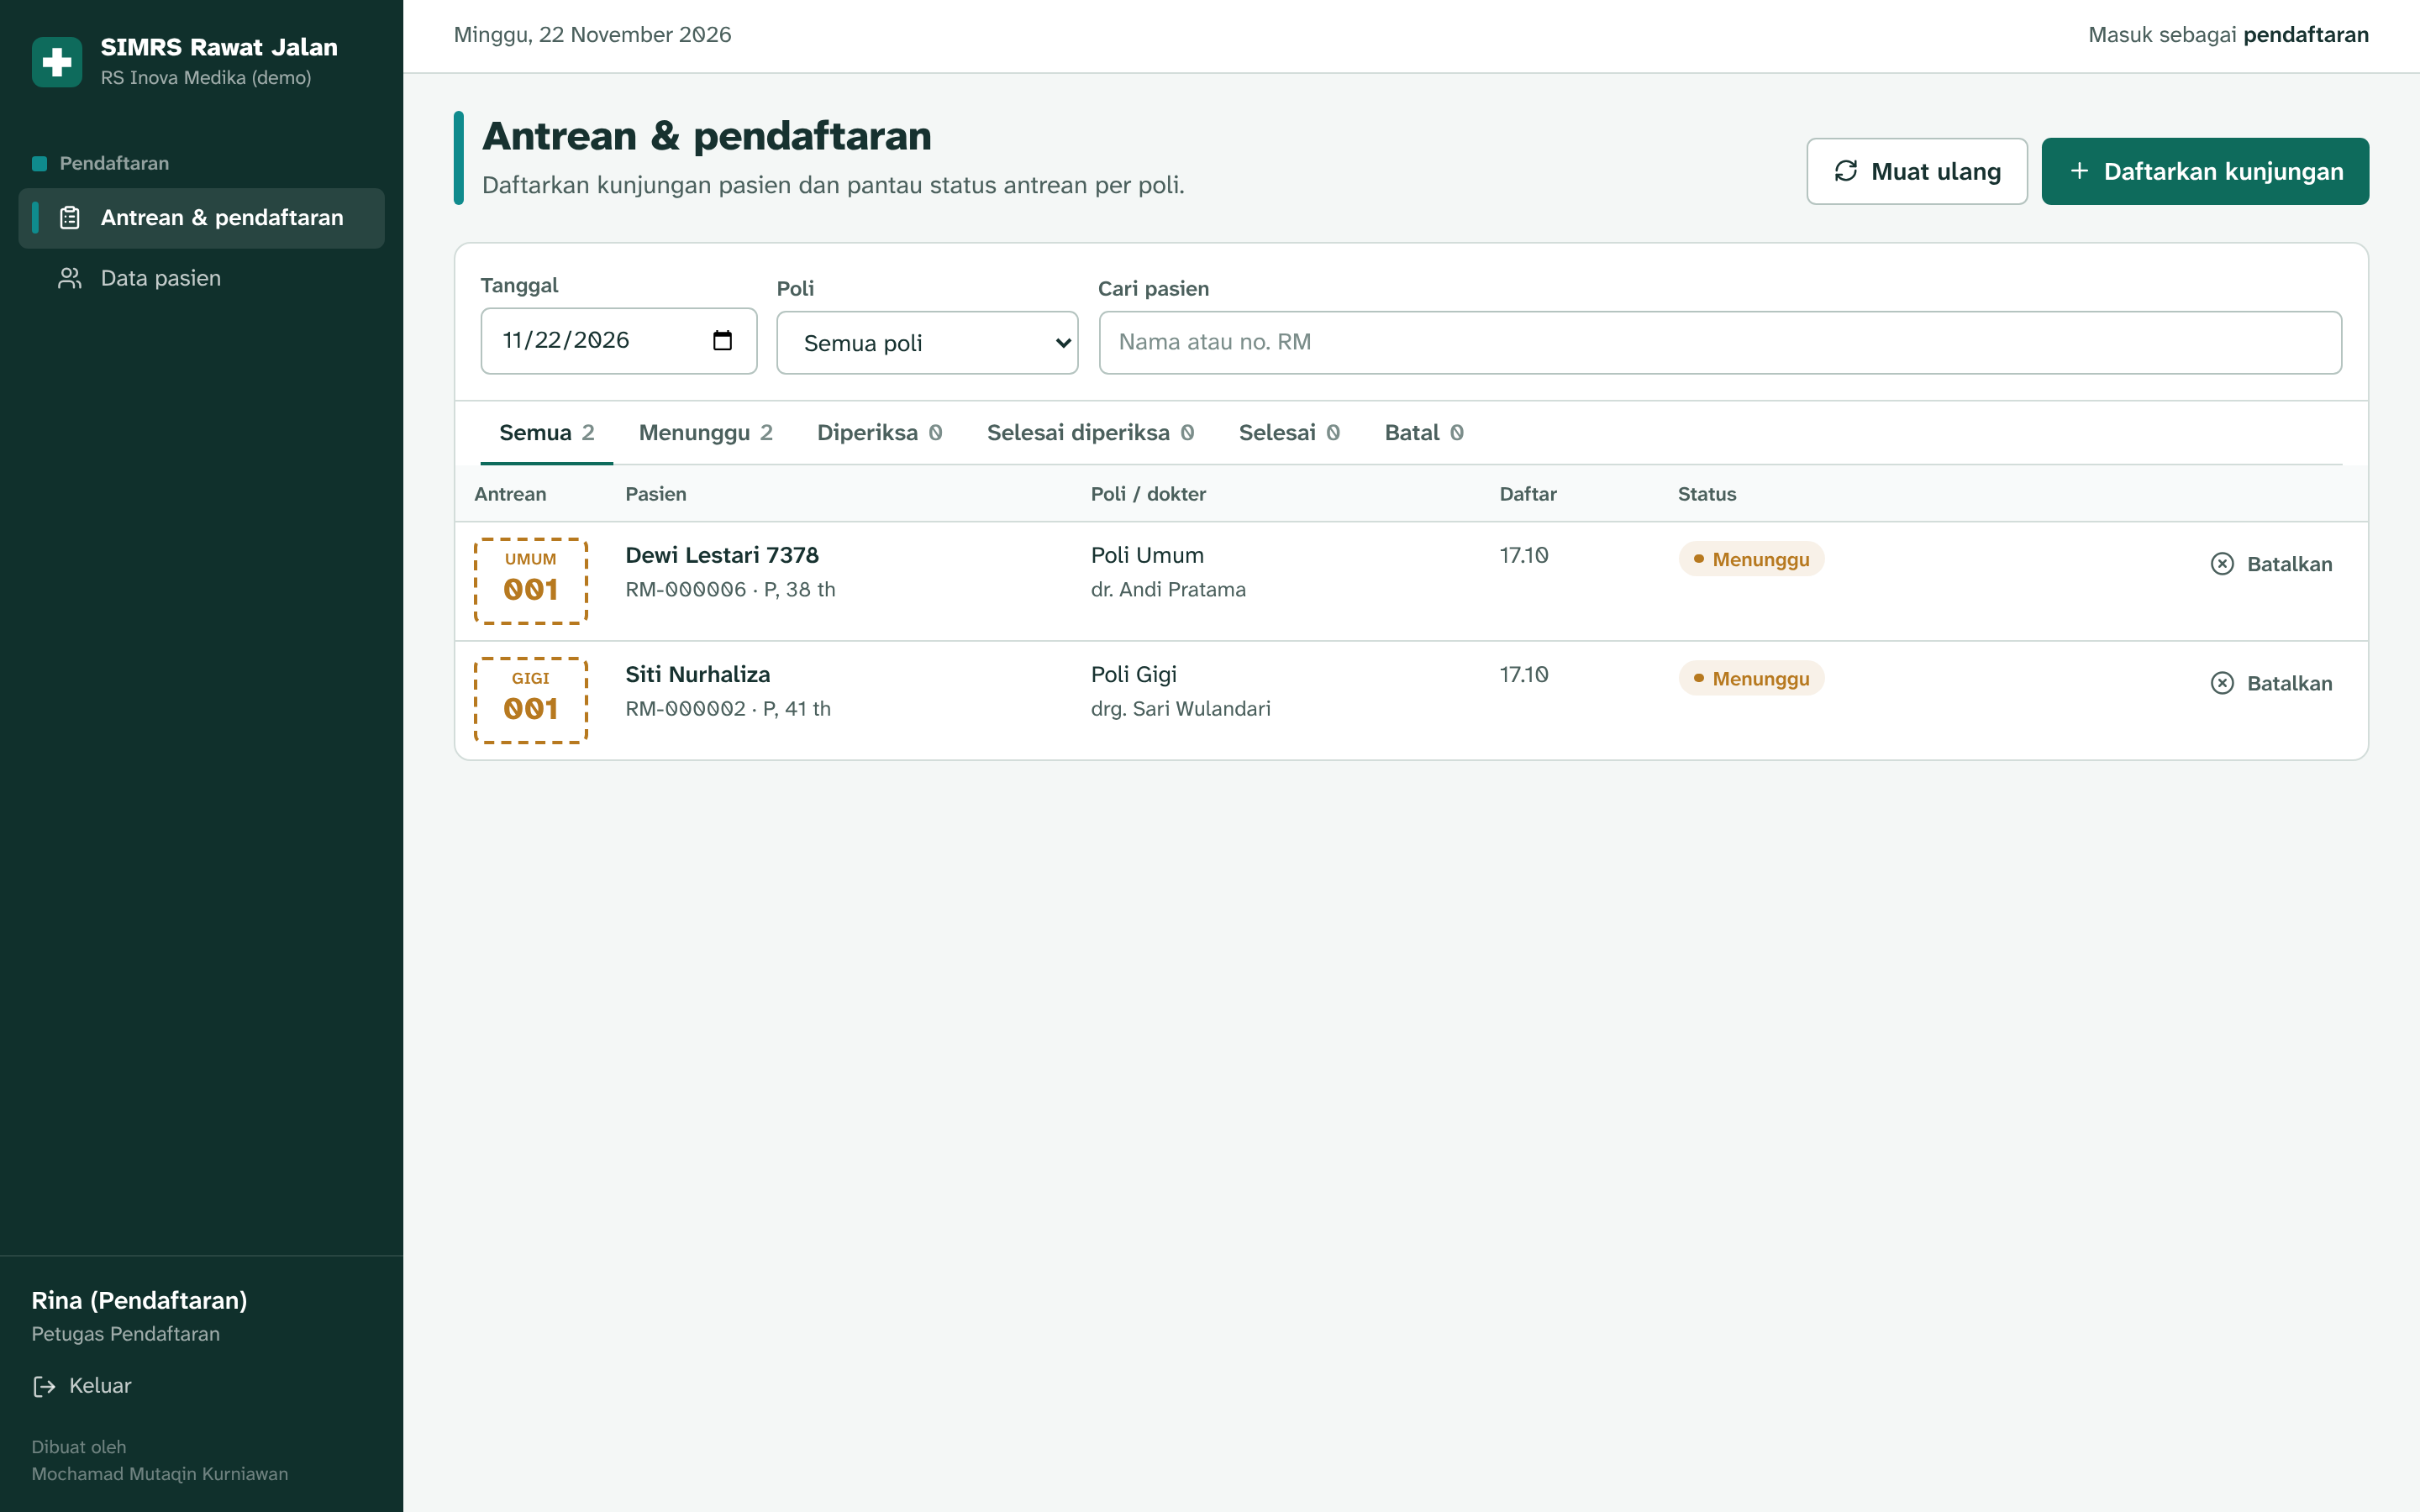 SIMRS Rawat Jalan
RS Inova Medika (demo)
Pendaftaran
Antrean & pendaftaran
Data pasien
Rina (Pendaftaran)
Petugas Pendaftaran
Keluar
Dibuat oleh
Mochamad Mutaqin Kurniawan
Minggu, 22 November 2026
Masuk sebagai pendaftaran
Antrean & pendaftaran
Daftarkan kunjungan pasien dan pantau status antrean per poli.
Muat ulang
+ Daftarkan kunjungan
Tanggal
Poli
Cari pasien
11/22/2026
Semua poli
Nama atau no. RM
Semua 2
Menunggu 2
Diperiksa 0
Selesai diperiksa 0
Selesai 0
Batal 0
Antrean
Pasien
Poli / dokter
Daftar
Status
UMUM
001
Dewi Lestari 7378
RM-000006 · P, 38 th
Poli Umum
dr. Andi Pratama
17.10
Menunggu
Batalkan
GIGI
001
Siti Nurhaliza
RM-000002 · P, 41 th
Poli Gigi
drg. Sari Wulandari
17.10
Menunggu
Batalkan